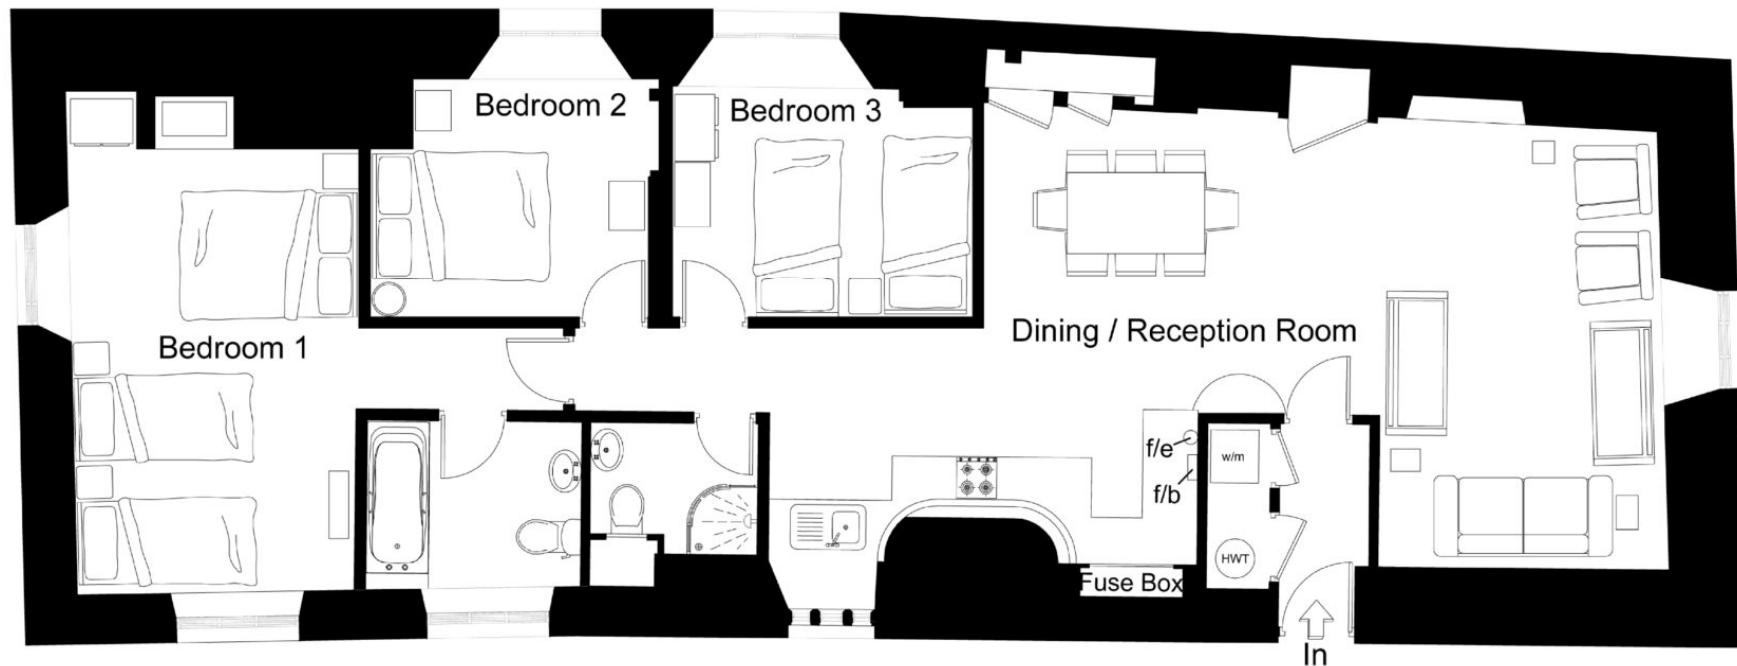 Bedroom 2
Bedroom 3
Bedroom 1
Dining / Reception Room
f/e
w/m
f/b
HWT
Fuse Box
In